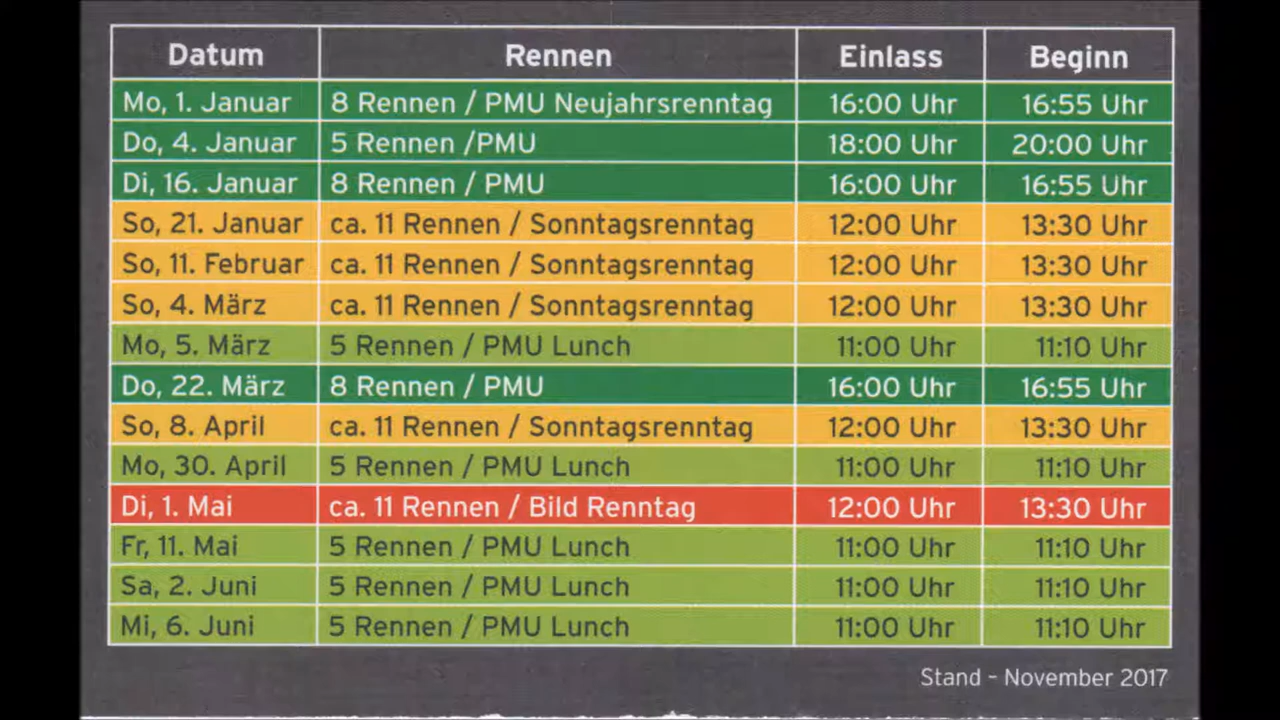 Datum Rennen Einlass Beginn
Mo, 1. Januar 8 Rennen / PMU Neujahrsrenntag 16:00 Uhr 16:55 Uhr
Do, 4. Januar 5 Rennen /PMU 18:00 Uhr 20:00 Uhr
Di, 16. Januar 8 Rennen / PMU 16:00 Uhr 16:55 Uhr
So, 21. Januar ca. 11 Rennen / Sonntagsrenntag 12:00 Uhr 13:30 Uhr
So, 11. Februar ca. 11 Rennen / Sonntagsrenntag 12:00 Uhr 13:30 Uhr
So, 4. März ca. 11 Rennen / Sonntagsrenntag 12:00 Uhr 13:30 Uhr
Mo, 5. März 5 Rennen / PMU Lunch 11:00 Uhr 11:10 Uhr
Do, 22. März 8 Rennen / PMU 16:00 Uhr 16:55 Uhr
So, 8. April ca. 11 Rennen / Sonntagsrenntag 12:00 Uhr 13:30 Uhr
Mo, 30. April 5 Rennen / PMU Lunch 11:00 Uhr 11:10 Uhr
Di, 1. Mai ca. 11 Rennen / Bild Renntag 12:00 Uhr 13:30 Uhr
Fr, 11. Mai 5 Rennen / PMU Lunch 11:00 Uhr 11:10 Uhr
Sa, 2. Juni 5 Rennen / PMU Lunch 11:00 Uhr 11:10 Uhr
Mi, 6. Juni 5 Rennen / PMU Lunch 11:00 Uhr 11:10 Uhr
Stand - November 2017